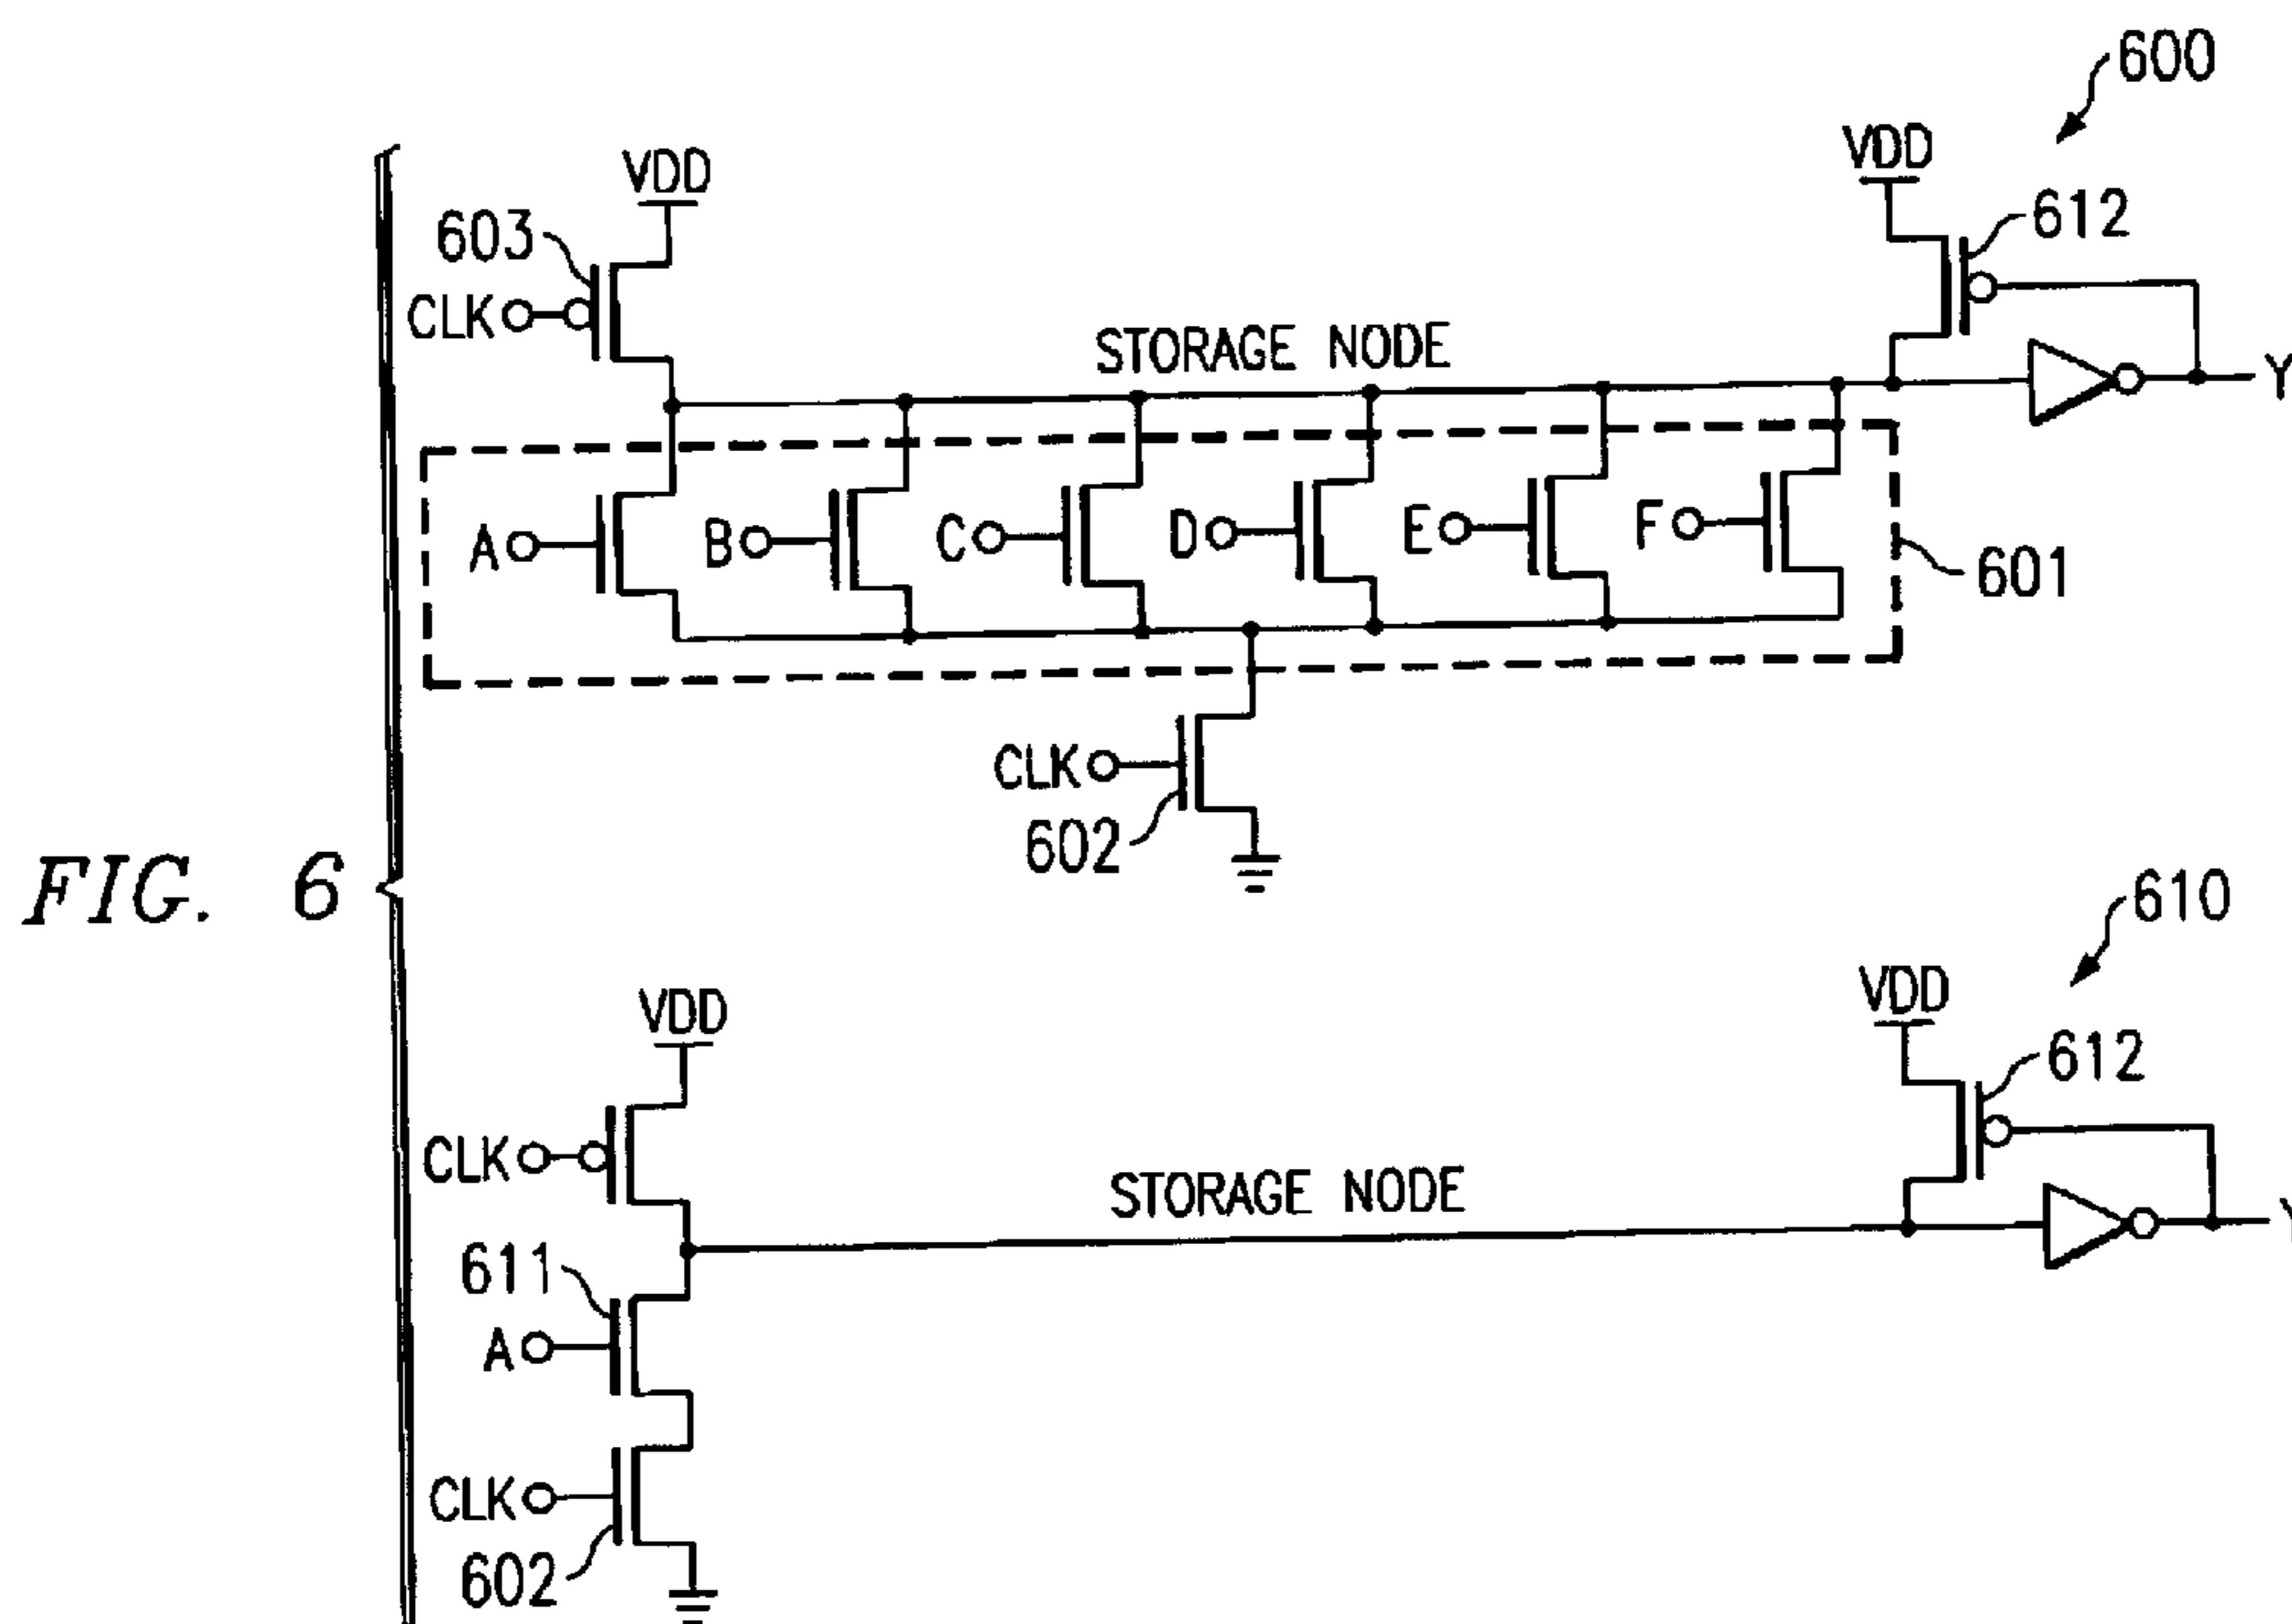 600
VDD
VDD
603
612
CLK
STORAGE NODE
Y
A
B
C
D
E
F
601
CLK
602
FIG. 6
610
VDD
VDD
612
CLK
STORAGE NODE
611
A
CLK
602